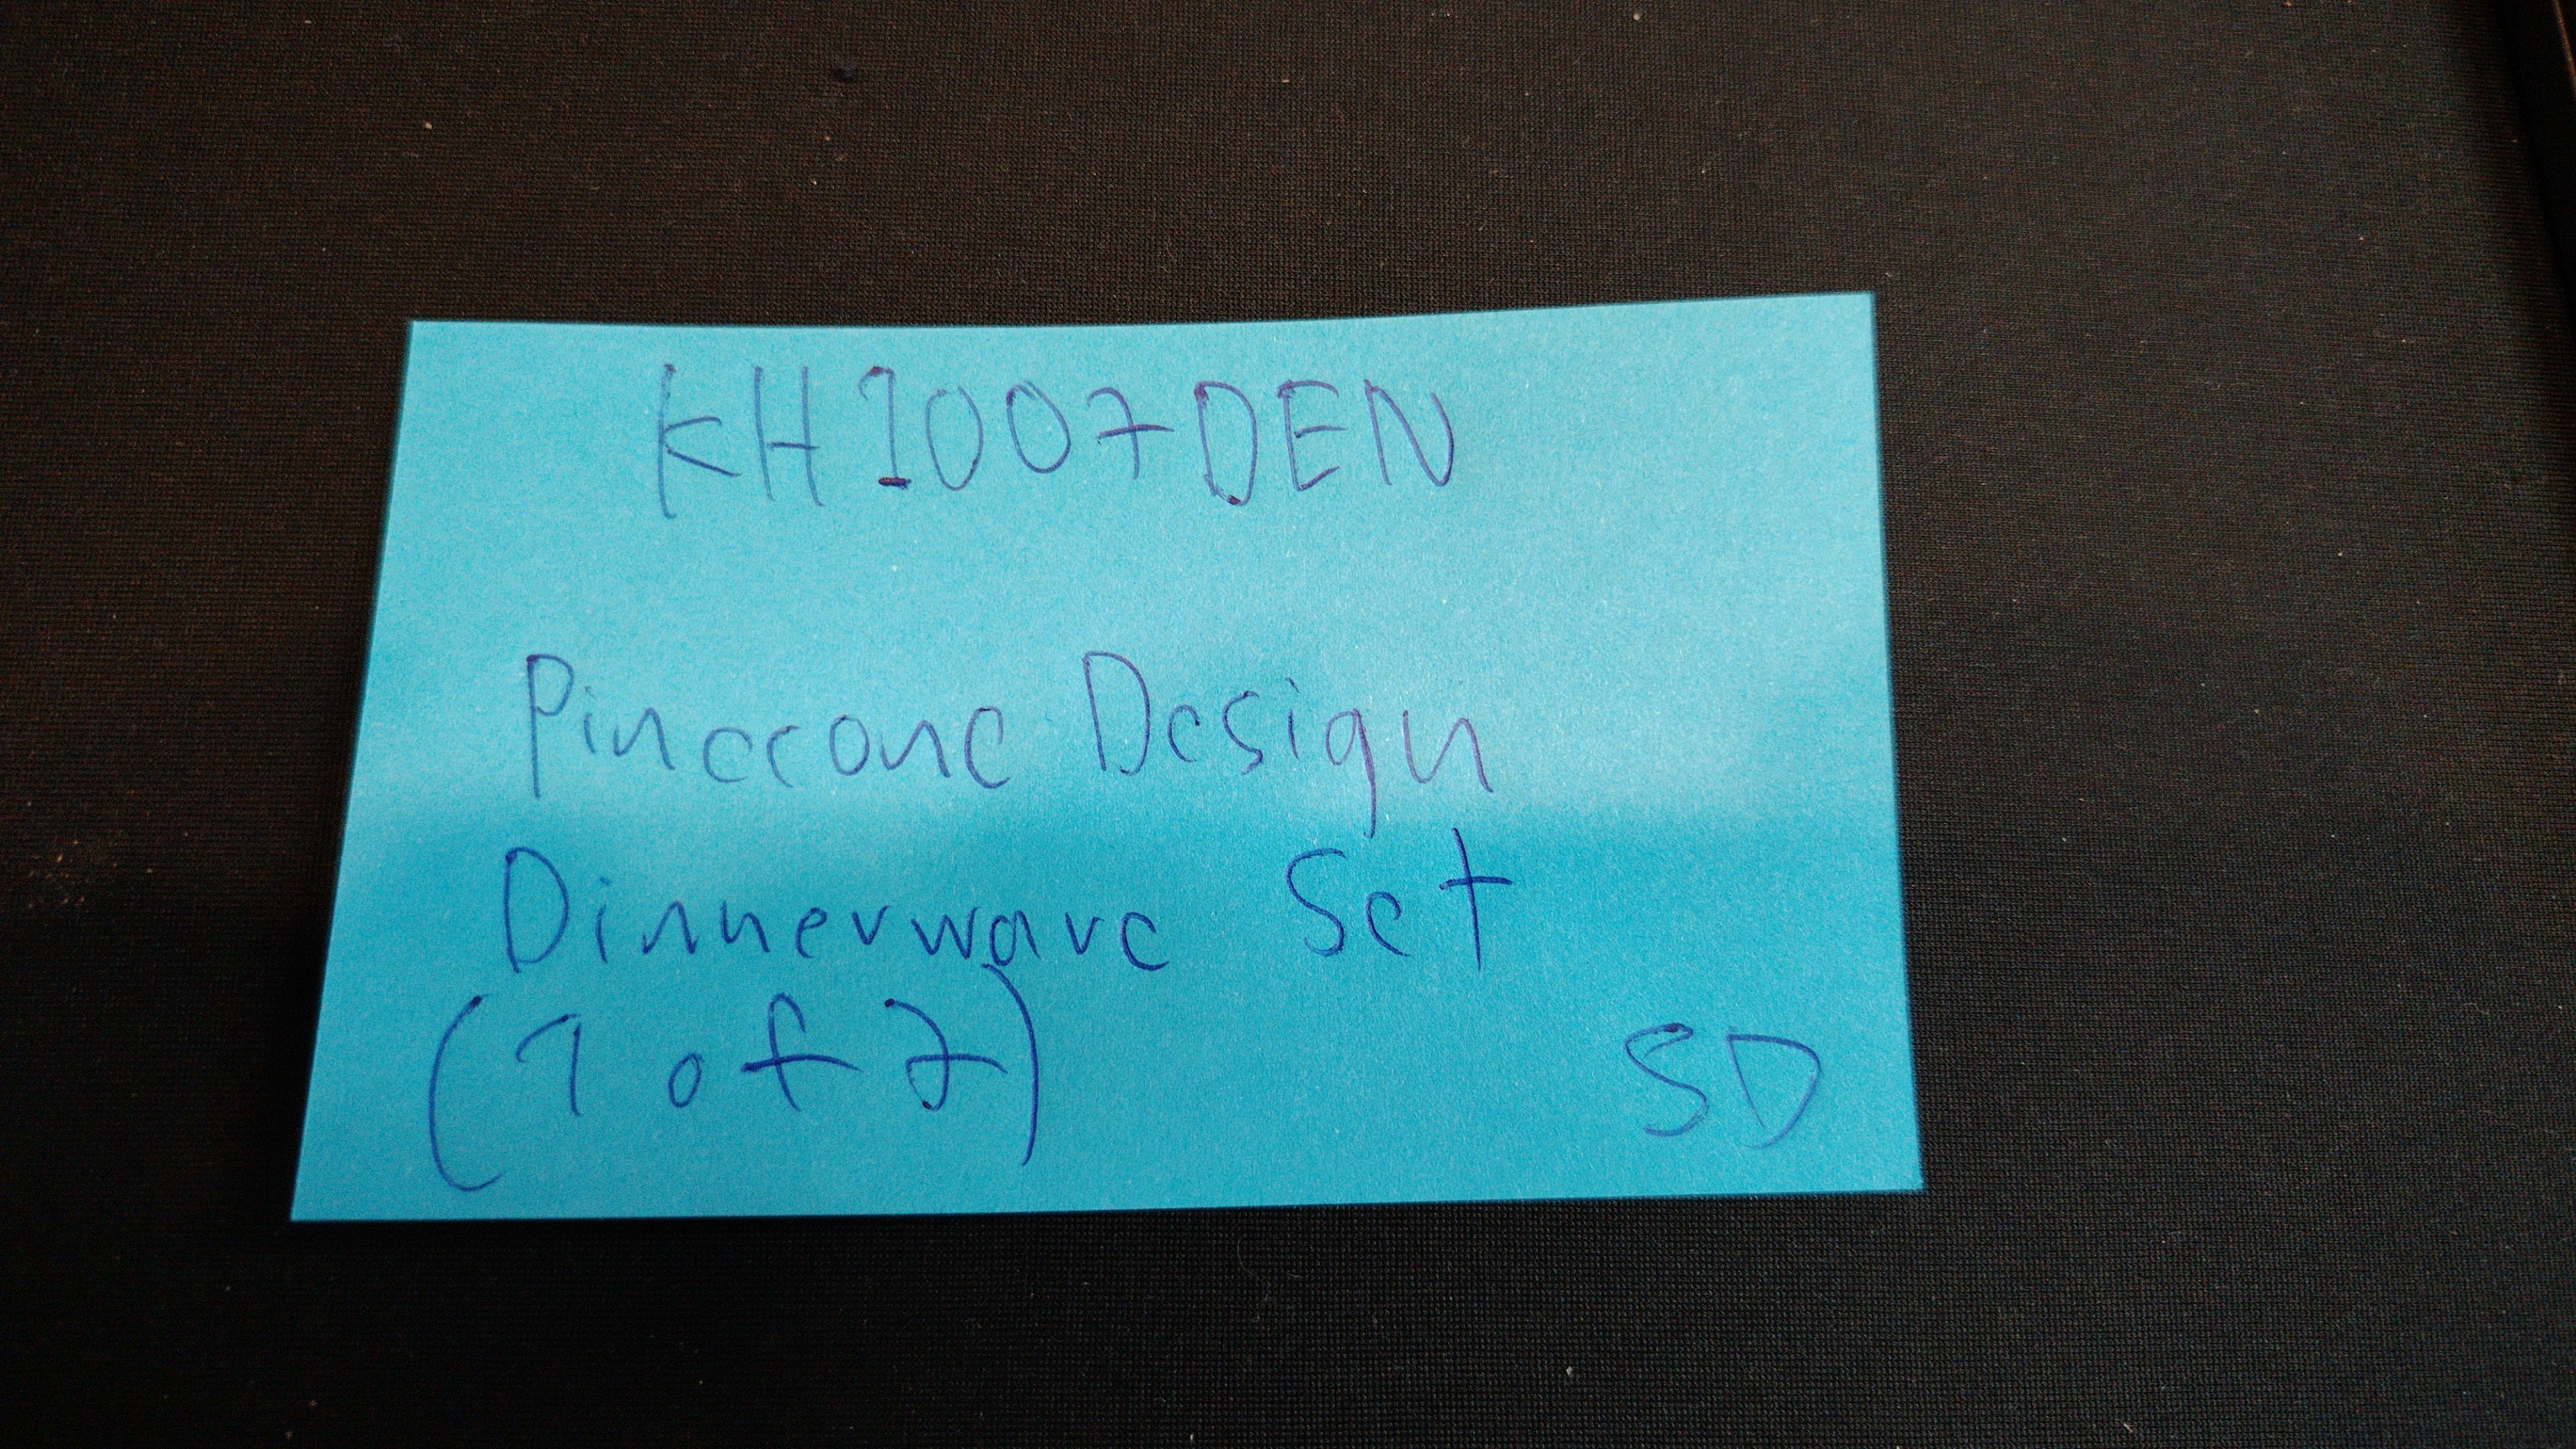 KH1007DEN
Pinecone Design
Dinnerware Set
(1 of 2) SD